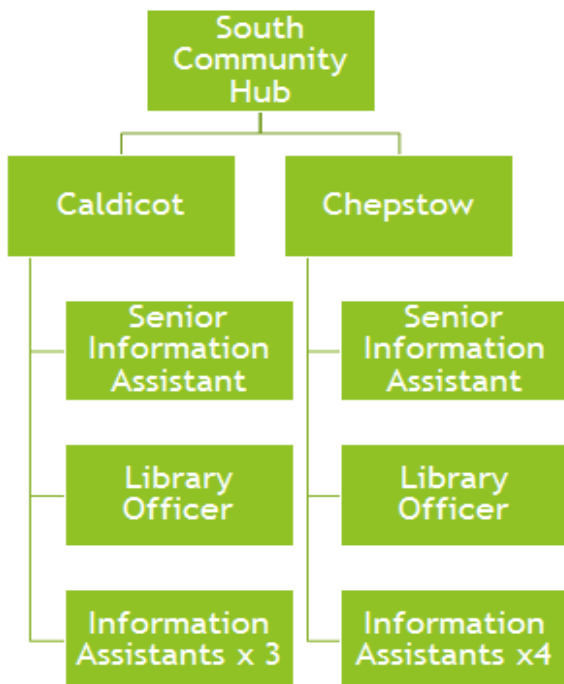 South
Community
Hub
Caldicot
Chepstow
Senior
Information
Assistant
Library
Officer
Information
Assistants x 3
Senior
Information
Assistant
Library
Officer
Information
Assistants x4